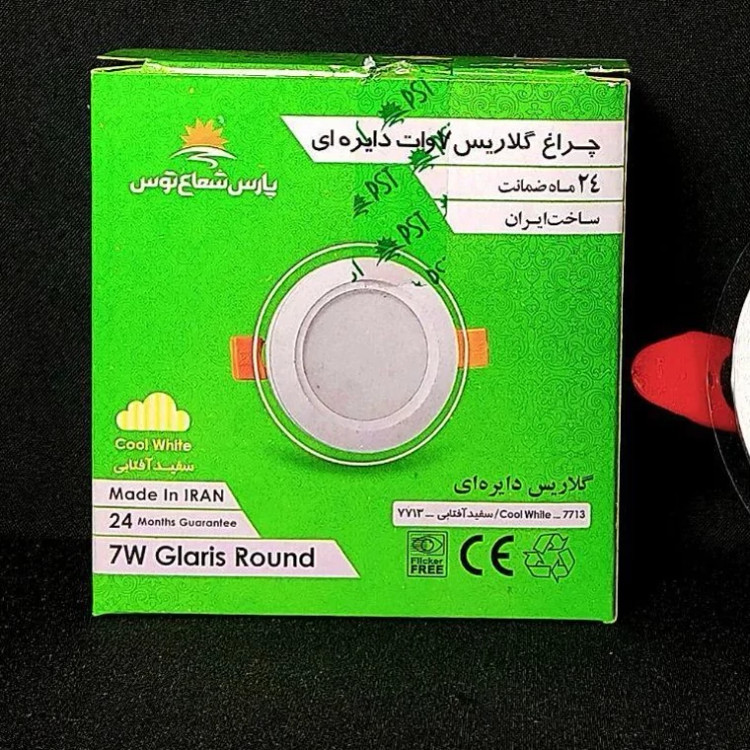 پارس شعاع توس
چراغ گلاریس ۷ وات دایره ای
۲۴ ماه ضمانت
ساخت ایران
PST
PST
PST
Cool White
سفید آفتابی
Made In IRAN
24 Months Guarantee
7W Glaris Round
گلاریس دایره‌ای
۷۷۱۳ – سفید آفتابی/Cool White – 7713
Flicker
FREE
CE